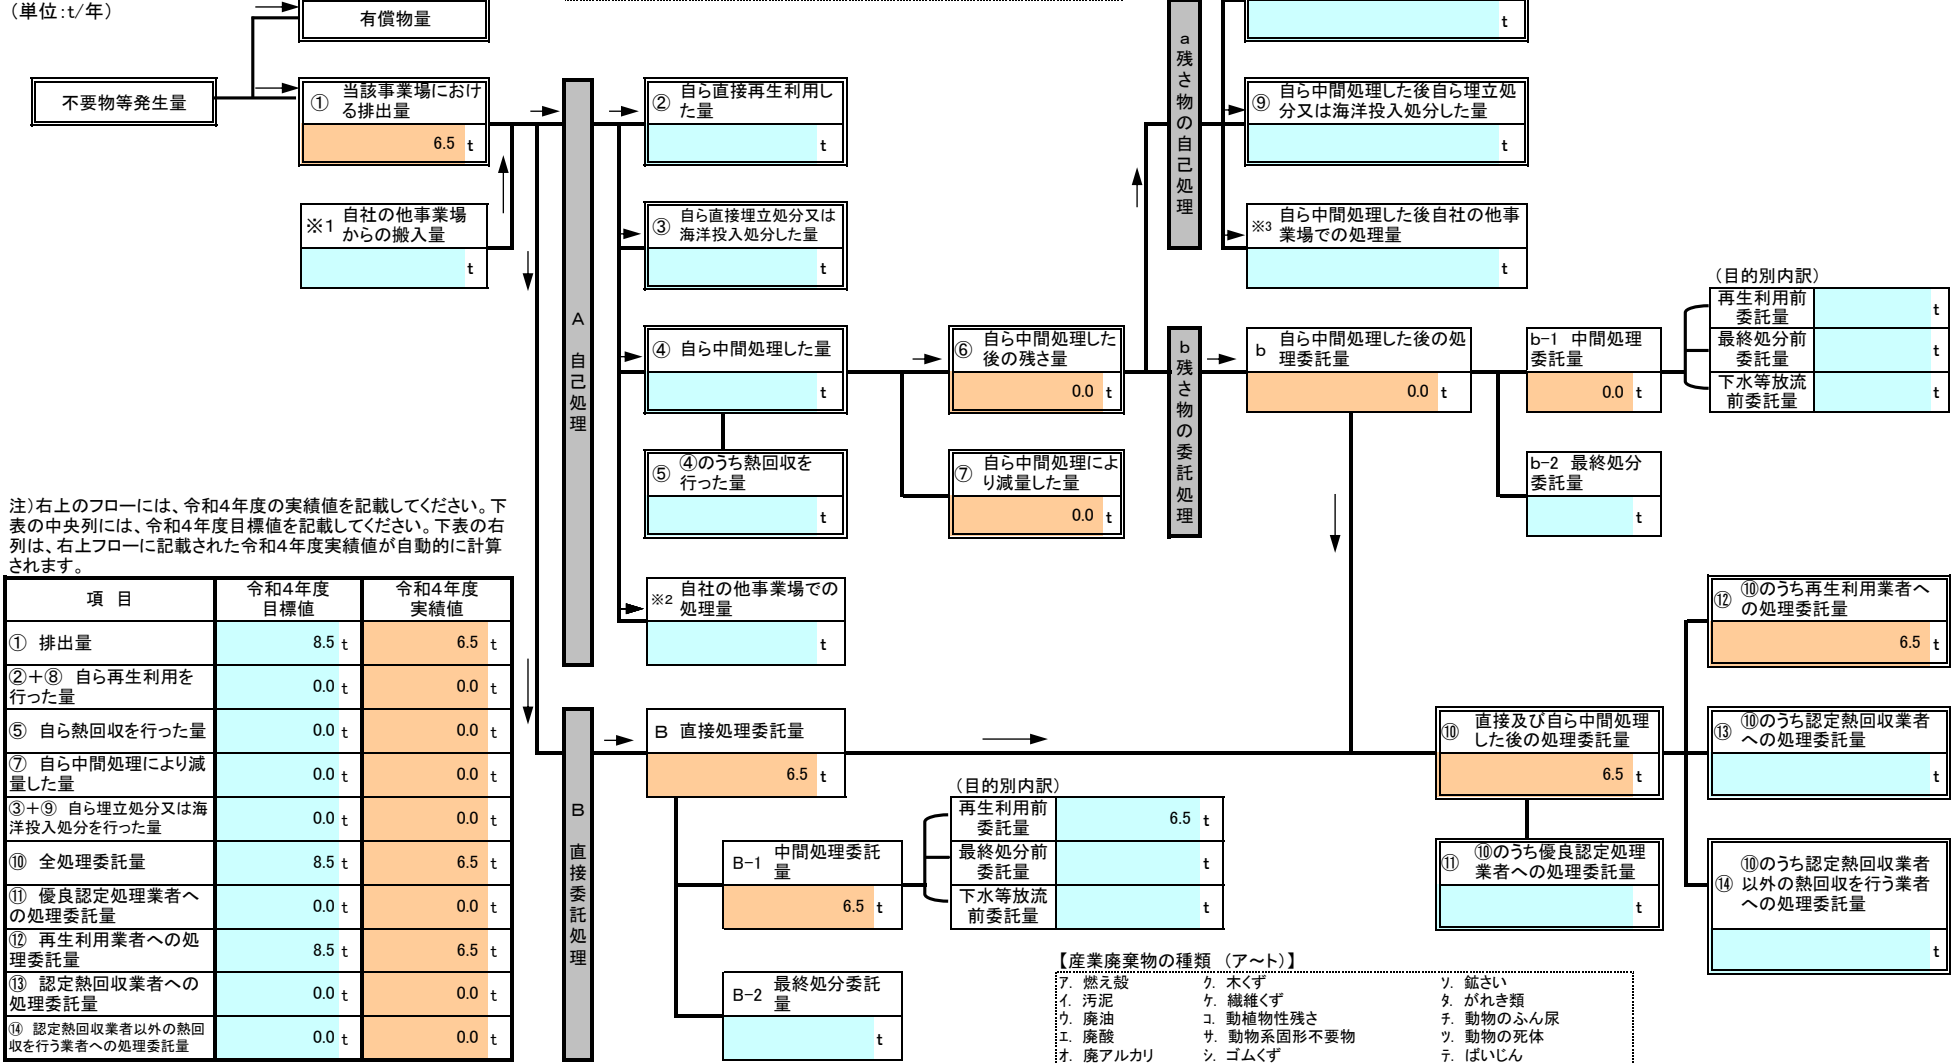 （単位：t/年）
有償物量
不要物等発生量
① 当該事業場におけ
る排出量
6.5 t
※1 自社の他事業場
からの搬入量
t
A 自己処理
② 自ら直接再生利用し
た量
t
③ 自ら直接埋立処分又は
海洋投入処分した量
t
④ 自ら中間処理した量
t
⑤ ④のうち熱回収を
行った量
t
※2 自社の他事業場での
処理量
t
⑥ 自ら中間処理した
後の残さ量
0.0 t
⑦ 自ら中間処理によ
り減量した量
0.0 t
a 残さ物の自己処理
t
⑨ 自ら中間処理した後自ら埋立処
分又は海洋投入処分した量
t
※3 自ら中間処理した後自社の他事
業場での処理量
t
b 残さ物の委託処理
b 自ら中間処理した後の処
理委託量
0.0 t
b-1 中間処理
委託量
0.0 t
（目的別内訳）
再生利用前
委託量
t
最終処分前
委託量
t
下水等放流
前委託量
t
b-2 最終処分
委託量
t
注）右上のフローには、令和４年度の実績値を記載してください。下
表の中央列には、令和４年度目標値を記載してください。下表の右
列は、右上フローに記載された令和４年度実績値が自動的に計算
されます。
項 目
令和４年度
目標値
令和４年度
実績値
① 排出量
8.5 t 6.5 t
②＋⑧ 自ら再生利用を
行った量
0.0 t 0.0 t
⑤ 自ら熱回収を行った量
0.0 t 0.0 t
⑦ 自ら中間処理により減
量した量
0.0 t 0.0 t
③＋⑨ 自ら埋立処分又は海
洋投入処分を行った量
0.0 t 0.0 t
⑩ 全処理委託量
8.5 t 6.5 t
⑪ 優良認定処理業者へ
の処理委託量
0.0 t 0.0 t
⑫ 再生利用業者への処
理委託量
8.5 t 6.5 t
⑬ 認定熱回収業者への
処理委託量
0.0 t 0.0 t
⑭ 認定熱回収業者以外の熱回
収を行う業者への処理委託量
0.0 t 0.0 t
B 直接委託処理
B 直接処理委託量
6.5 t
B-1 中間処理委託
量
6.5 t
（目的別内訳）
再生利用前
委託量
6.5 t
最終処分前
委託量
t
下水等放流
前委託量
t
B-2 最終処分委託
量
t
⑩ 直接及び自ら中間処理
した後の処理委託量
6.5 t
⑪ ⑩のうち優良認定処理
業者への処理委託量
t
⑫ ⑩のうち再生利用業者へ
の処理委託量
6.5 t
⑬ ⑩のうち認定熱回収業者
への処理委託量
t
⑭ ⑩のうち認定熱回収業者
以外の熱回収を行う業者
への処理委託量
t
【産業廃棄物の種類 （ア～ト）】
ｱ. 燃え殻 ｸ. 木くず ｿ. 鉱さい
ｲ. 汚泥 ｹ. 繊維くず ﾀ. がれき類
ｳ. 廃油 ｺ. 動植物性残さ ﾁ. 動物のふん尿
ｴ. 廃酸 ｻ. 動物系固形不要物 ﾂ. 動物の死体
ｵ. 廃アルカリ ｼ. ゴムくず ﾃ. ばいじん